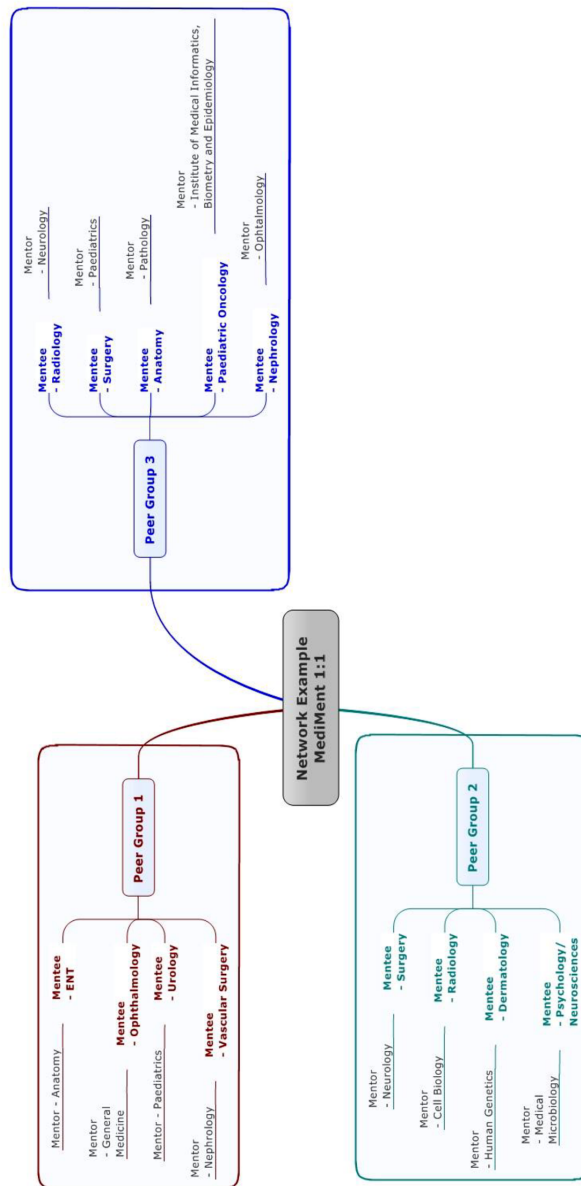 Network Example
MediMent 1:1
Peer Group 1
Mentee
- ENT
Mentor - Anatomy
Mentee
- Ophthalmology
Mentor
- General
Medicine
Mentee
- Urology
Mentor - Paediatrics
Mentee
- Vascular Surgery
Mentor
- Nephrology
Peer Group 2
Mentee
- Surgery
Mentor
- Neurology
Mentee
- Radiology
Mentor
- Cell Biology
Mentee
- Dermatology
Mentor
- Human Genetics
Mentee
- Psychology/
Neurosciences
Mentor
- Medical
Microbiology
Peer Group 3
Mentee
- Radiology
Mentor
- Neurology
Mentee
- Surgery
Mentor
- Paediatrics
Mentee
- Anatomy
Mentor
- Pathology
Mentee
- Paediatric Oncology
Mentor
- Institute of Medical Informatics,
Biometry and Epidemiology
Mentee
- Nephrology
Mentor
- Ophtalmology